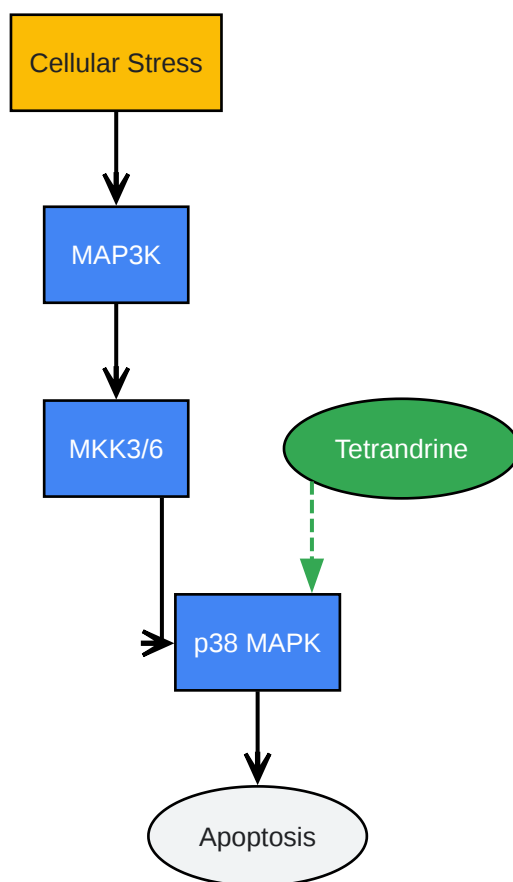 Cellular Stress
MAP3K
MKK3/6
Tetrandrine
p38 MAPK
Apoptosis